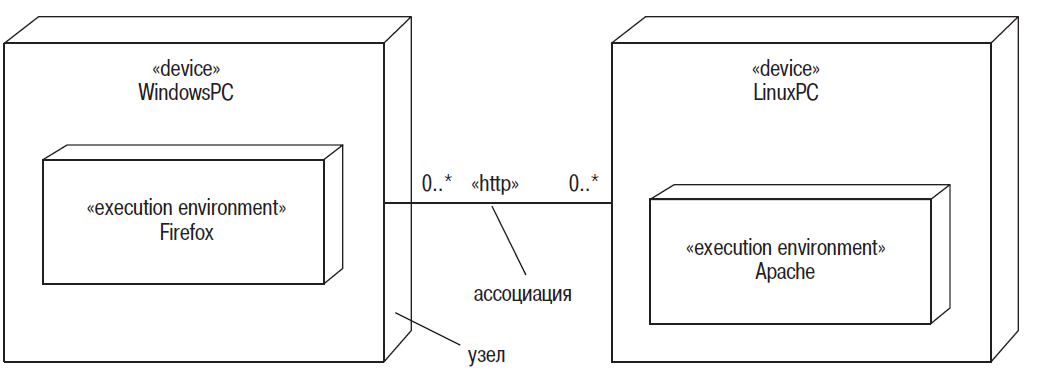 «device»
WindowsPC
«execution environment»
Firefox
0..* «http» 0..*
ассоциация
узел
«device»
LinuxPC
«execution environment»
Apache